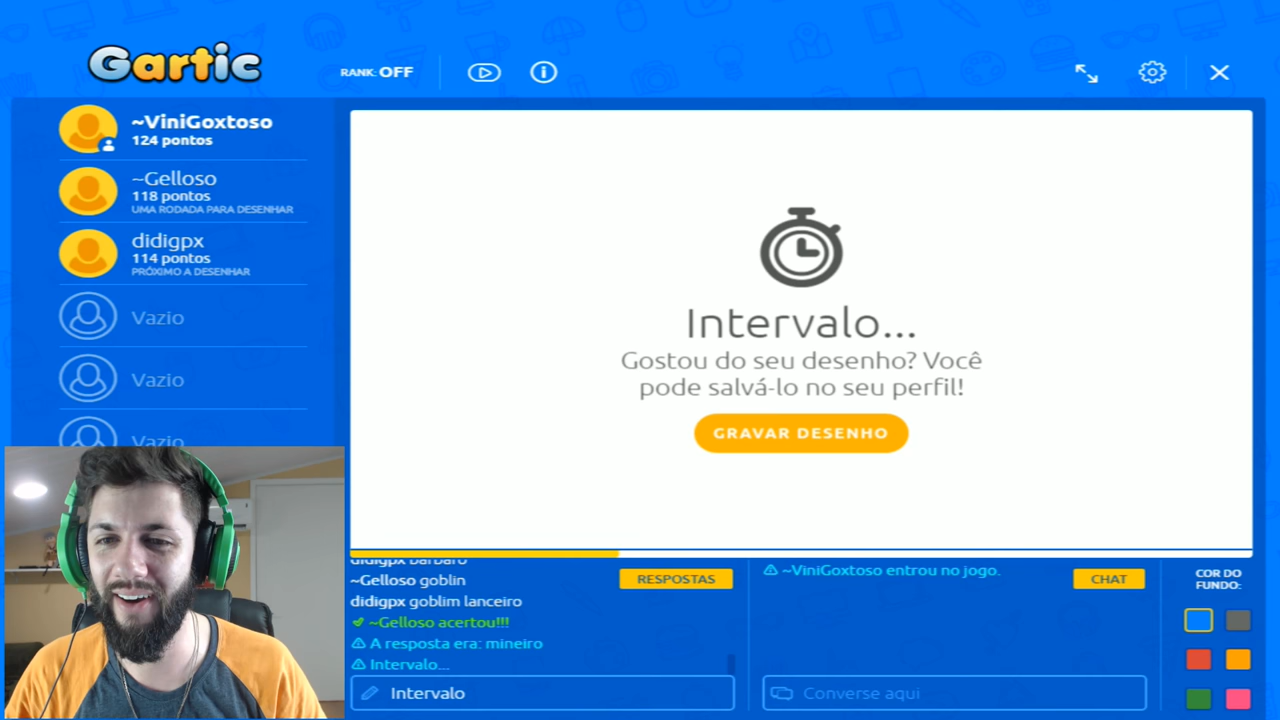 Gartic
RANK: OFF
~ViniGoxtoso
124 pontos
~Gelloso
118 pontos
UMA RODADA PARA DESENHAR
didigpx
114 pontos
PRÓXIMO A DESENHAR
Vazio
Vazio
Vazio
Intervalo...
Gostou do seu desenho? Você
pode salvá-lo no seu perfil!
GRAVAR DESENHO
didigpx barbaro
~Gelloso goblin
didigpx goblim lanceiro
~Gelloso acertou!!!
A resposta era: mineiro
Intervalo...
RESPOSTAS
Intervalo
~ViniGoxtoso entrou no jogo.
CHAT
Converse aqui
COR DO
FUNDO: